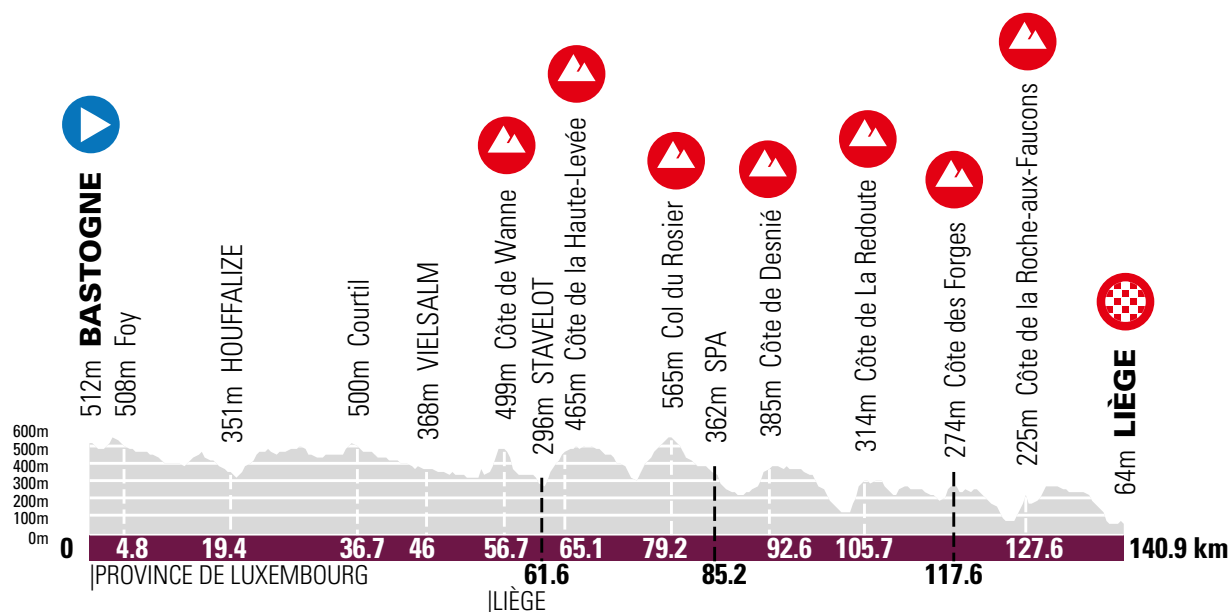 512m BASTOGNE
508m Foy
351m HOUFFALIZE
500m Courtil
368m VIELSALM
499m Côte de Wanne
296m STAVELOT
465m Côte de la Haute-Levée
565m Col du Rosier
362m SPA
385m Côte de Desnié
314m Côte de La Redoute
274m Côte des Forges
225m Côte de la Roche-aux-Faucons
64m LIÈGE
600m
500m
400m
300m
200m
100m
0m
0 4.8 19.4 36.7 46 56.7 65.1 79.2 92.6 105.7 127.6 140.9 km
61.6 85.2 117.6
|PROVINCE DE LUXEMBOURG
|LIÈGE